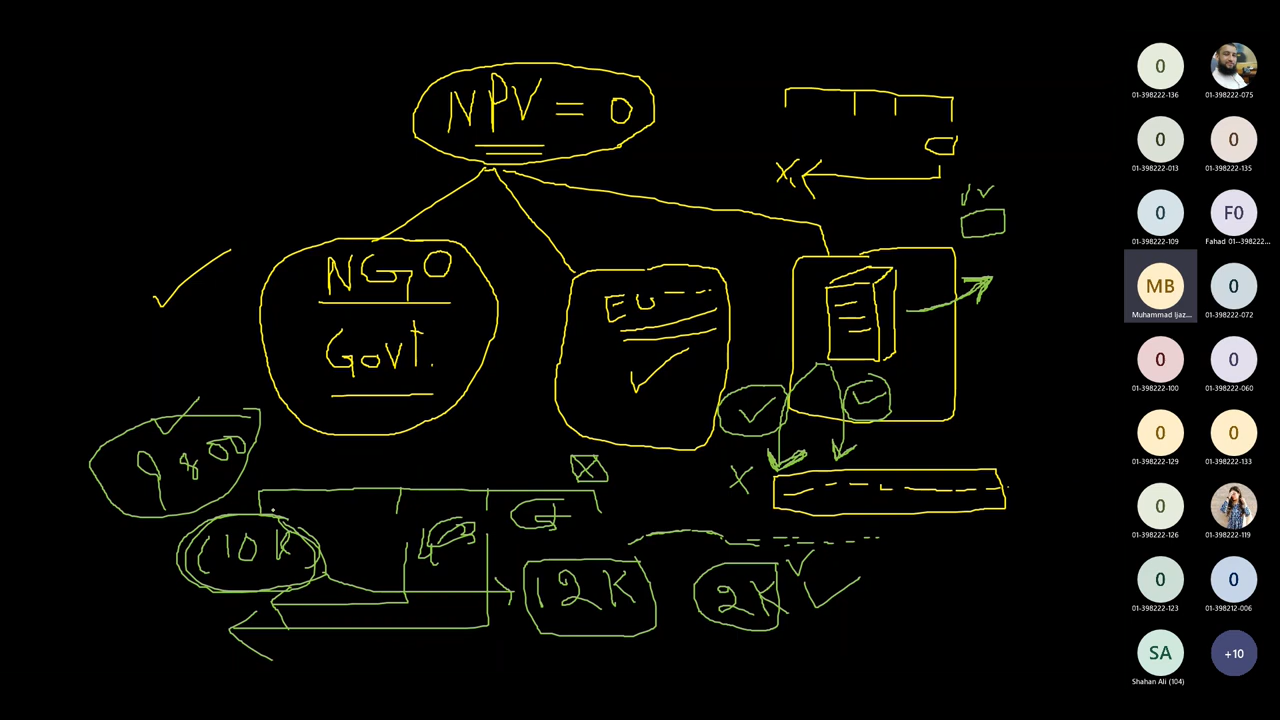 NPV = 0
X
NGO
Govt.
EU
9800
X
10K
12K
2K
0
01-398222-136
01-398222-075
0
01-398222-013
0
01-398222-135
0
01-398222-109
F0
Fahad 01--398222...
MB
Muhammad Ijaz...
0
01-398222-072
0
01-398222-100
0
01-398222-060
0
01-398222-129
0
01-398222-133
0
01-398222-126
01-398222-119
0
01-398222-123
0
01-398212-006
SA
Shahan Ali (104)
+10